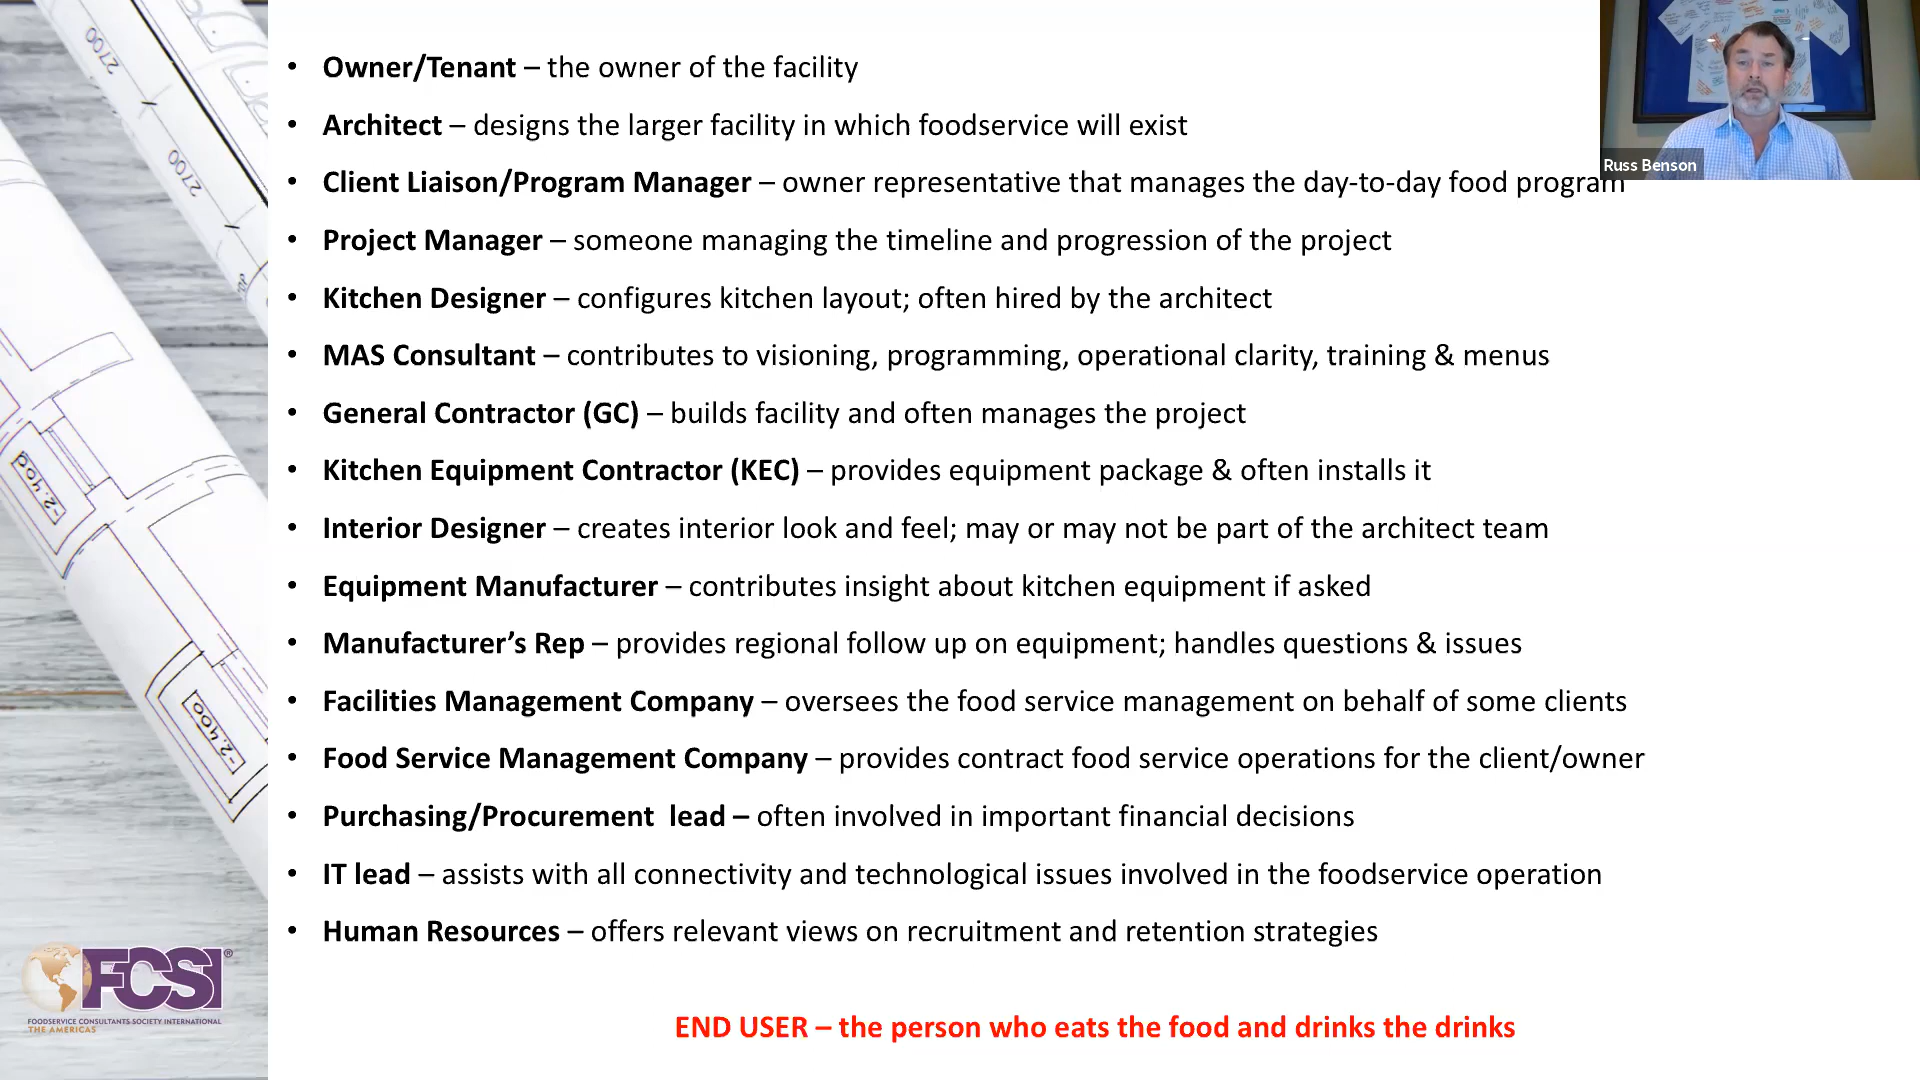 • Owner/Tenant – the owner of the facility
• Architect – designs the larger facility in which foodservice will exist
• Client Liaison/Program Manager – owner representative that manages the day-to-day food program
• Project Manager – someone managing the timeline and progression of the project
• Kitchen Designer – configures kitchen layout; often hired by the architect
• MAS Consultant – contributes to visioning, programming, operational clarity, training & menus
• General Contractor (GC) – builds facility and often manages the project
• Kitchen Equipment Contractor (KEC) – provides equipment package & often installs it
• Interior Designer – creates interior look and feel; may or may not be part of the architect team
• Equipment Manufacturer – contributes insight about kitchen equipment if asked
• Manufacturer’s Rep – provides regional follow up on equipment; handles questions & issues
• Facilities Management Company – oversees the food service management on behalf of some clients
• Food Service Management Company – provides contract food service operations for the client/owner
• Purchasing/Procurement  lead – often involved in important financial decisions
• IT lead – assists with all connectivity and technological issues involved in the foodservice operation
• Human Resources – offers relevant views on recruitment and retention strategies
END USER – the person who eats the food and drinks the drinks
Russ Benson
2700
2700
-2.400
-2.400
FCSI®
FOODSERVICE CONSULTANTS SOCIETY INTERNATIONAL
THE AMERICAS